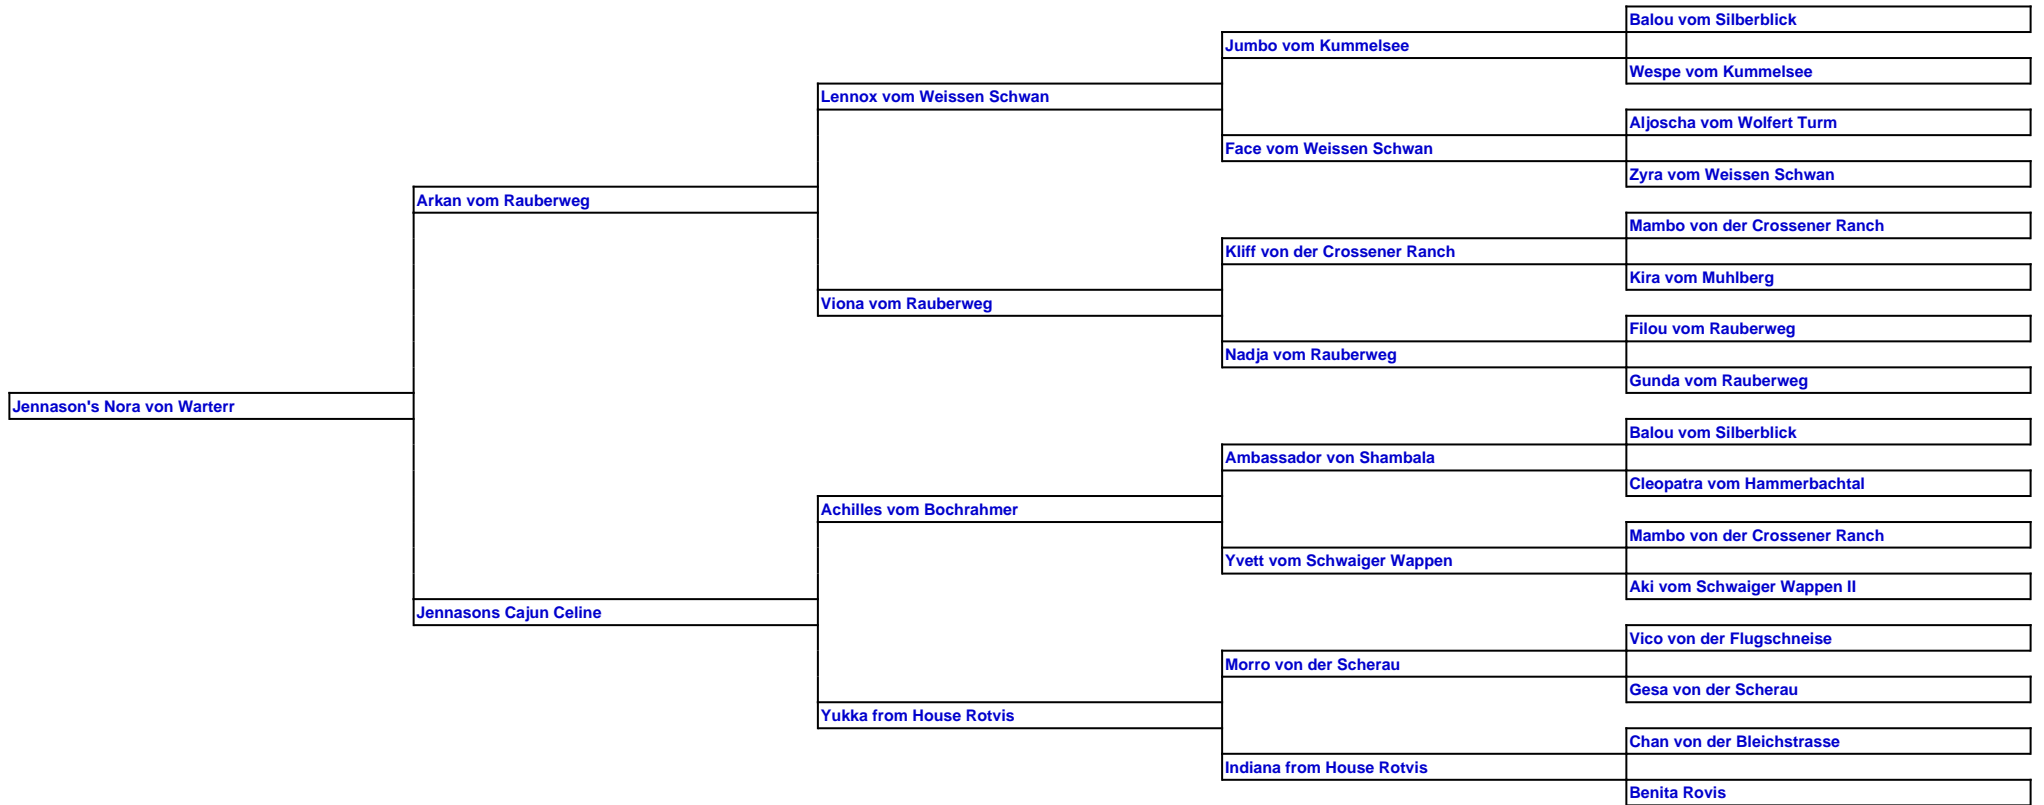 Balou vom Silberblick
Jumbo vom Kummelsee
Wespe vom Kummelsee
Lennox vom Weissen Schwan
Aljoscha vom Wolfert Turm
Face vom Weissen Schwan
Zyra vom Weissen Schwan
Arkan vom Rauberweg
Mambo von der Crossener Ranch
Kliff von der Crossener Ranch
Kira vom Muhlberg
Viona vom Rauberweg
Filou vom Rauberweg
Nadja vom Rauberweg
Gunda vom Rauberweg
Jennason's Nora von Warterr
Balou vom Silberblick
Ambassador von Shambala
Cleopatra vom Hammerbachtal
Achilles vom Bochrahmer
Mambo von der Crossener Ranch
Yvett vom Schwaiger Wappen
Aki vom Schwaiger Wappen II
Jennasons Cajun Celine
Vico von der Flugschneise
Morro von der Scherau
Gesa von der Scherau
Yukka from House Rotvis
Chan von der Bleichstrasse
Indiana from House Rotvis
Benita Rovis